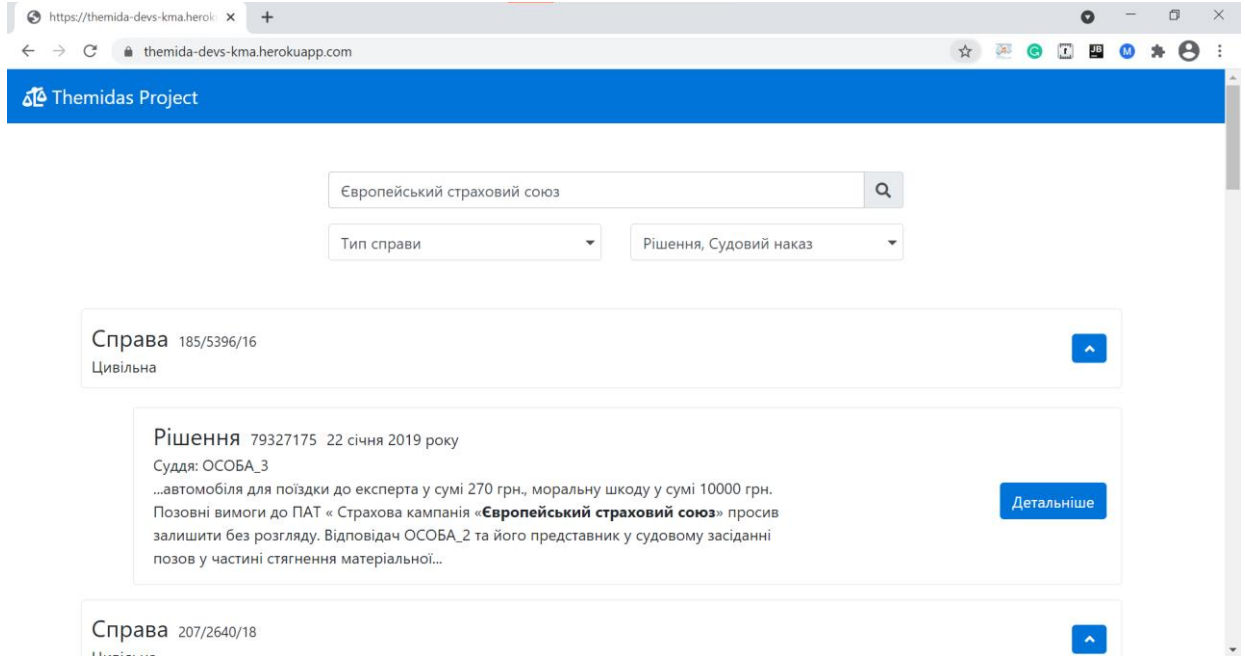 https://themida-devs-kma.herok
themida-devs-kma.herokuapp.com
Themidas Project
Європейський страховий союз
Тип справи
Рішення, Судовий наказ
Справа 185/5396/16
Цивільна
Рішення 79327175 22 січня 2019 року
Суддя: ОСОБА_3
...автомобіля для поїздки до експерта у сумі 270 грн., моральну шкоду у сумі 10000 грн.
Позовні вимоги до ПАТ « Страхова кампанія «Європейський страховий союз» просив
залишити без розгляду. Відповідач ОСОБА_2 та його представник у судовому засіданні
позов у частині стягнення матеріальної...
Детальніше
Справа 207/2640/18